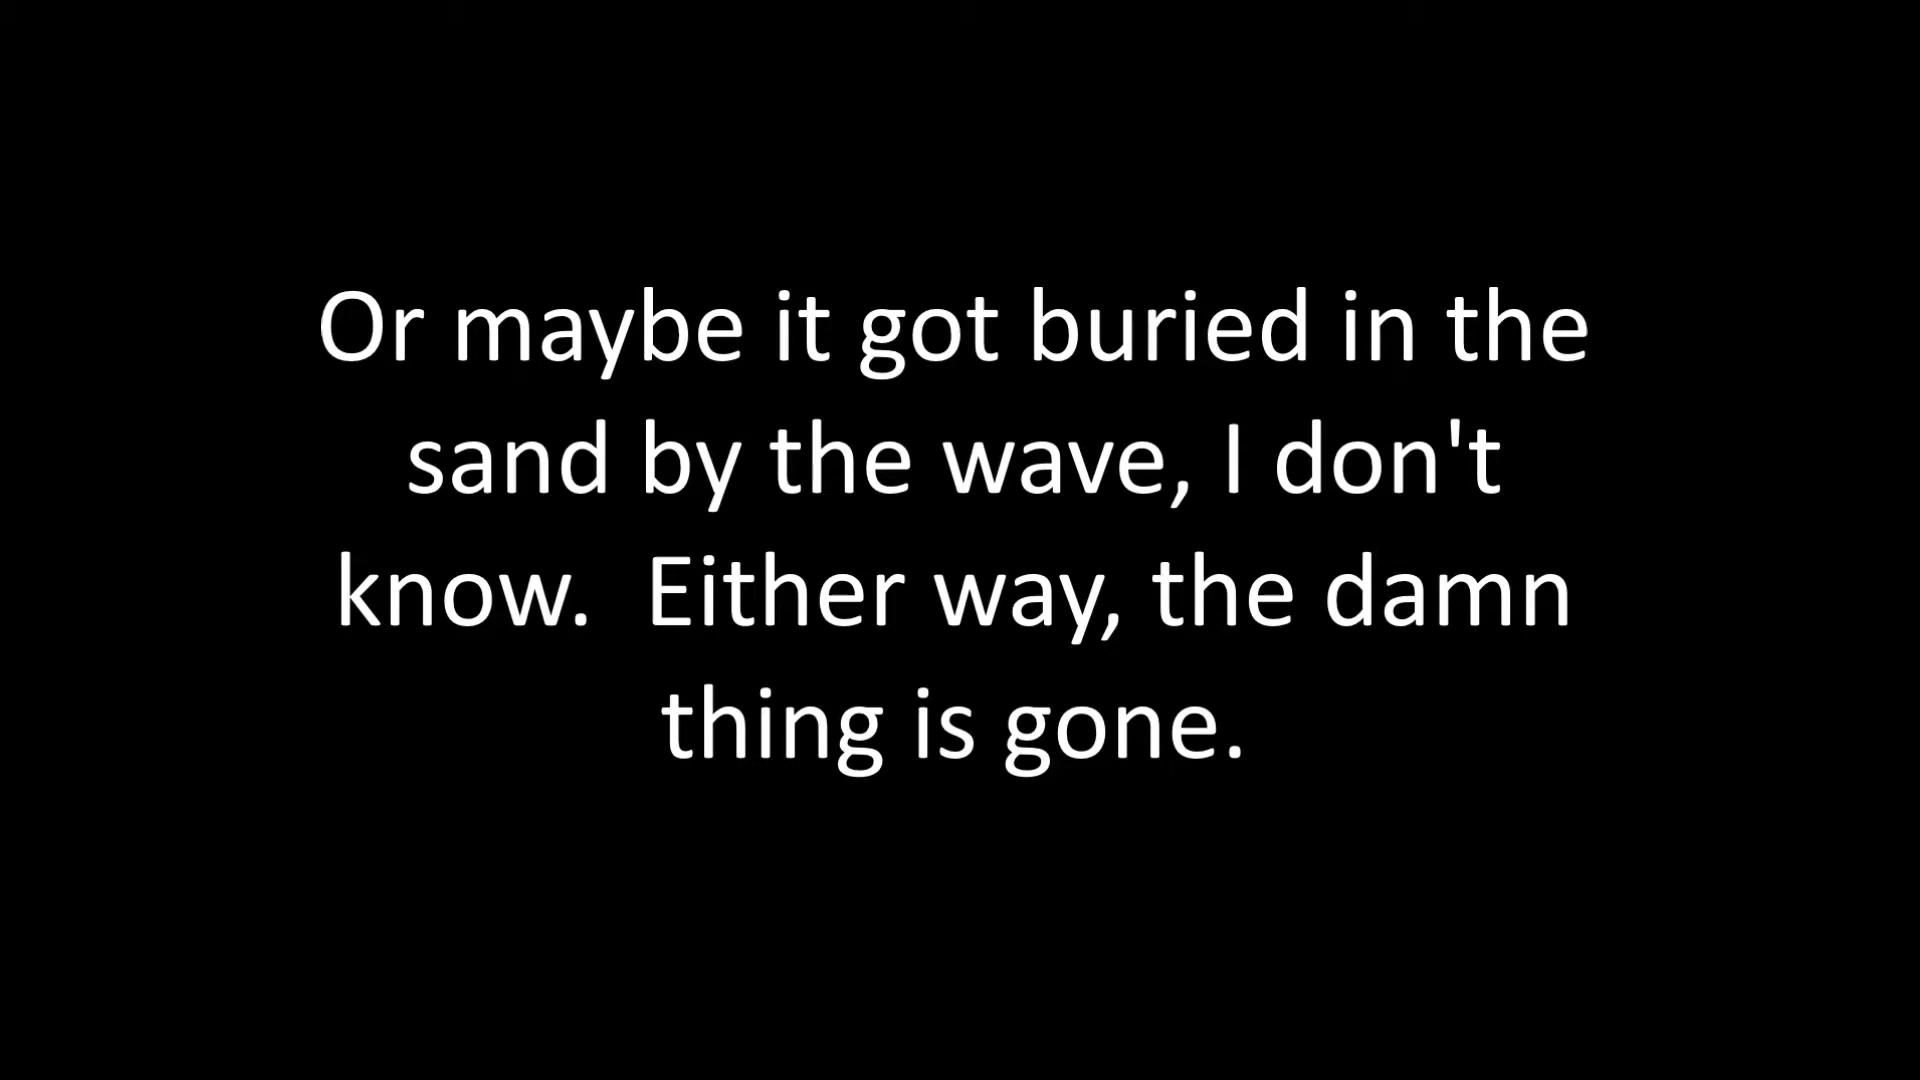 Or maybe it got buried in the
sand by the wave, I don't
know.  Either way, the damn
thing is gone.